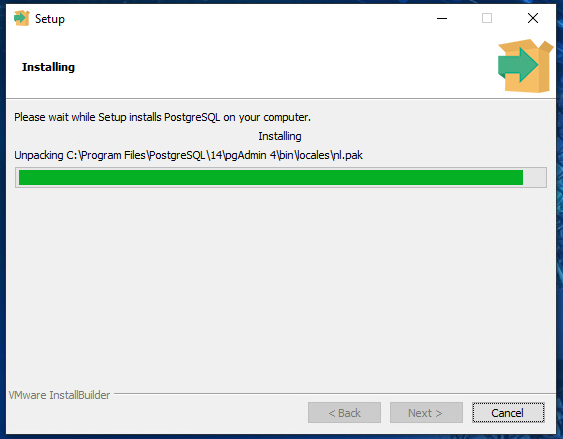 Setup
Installing
Please wait while Setup installs PostgreSQL on your computer.
Installing
Unpacking C:\Program Files\PostgreSQL\14\pgAdmin 4\bin\locales\nl.pak
VMware InstallBuilder
< Back
Next >
Cancel